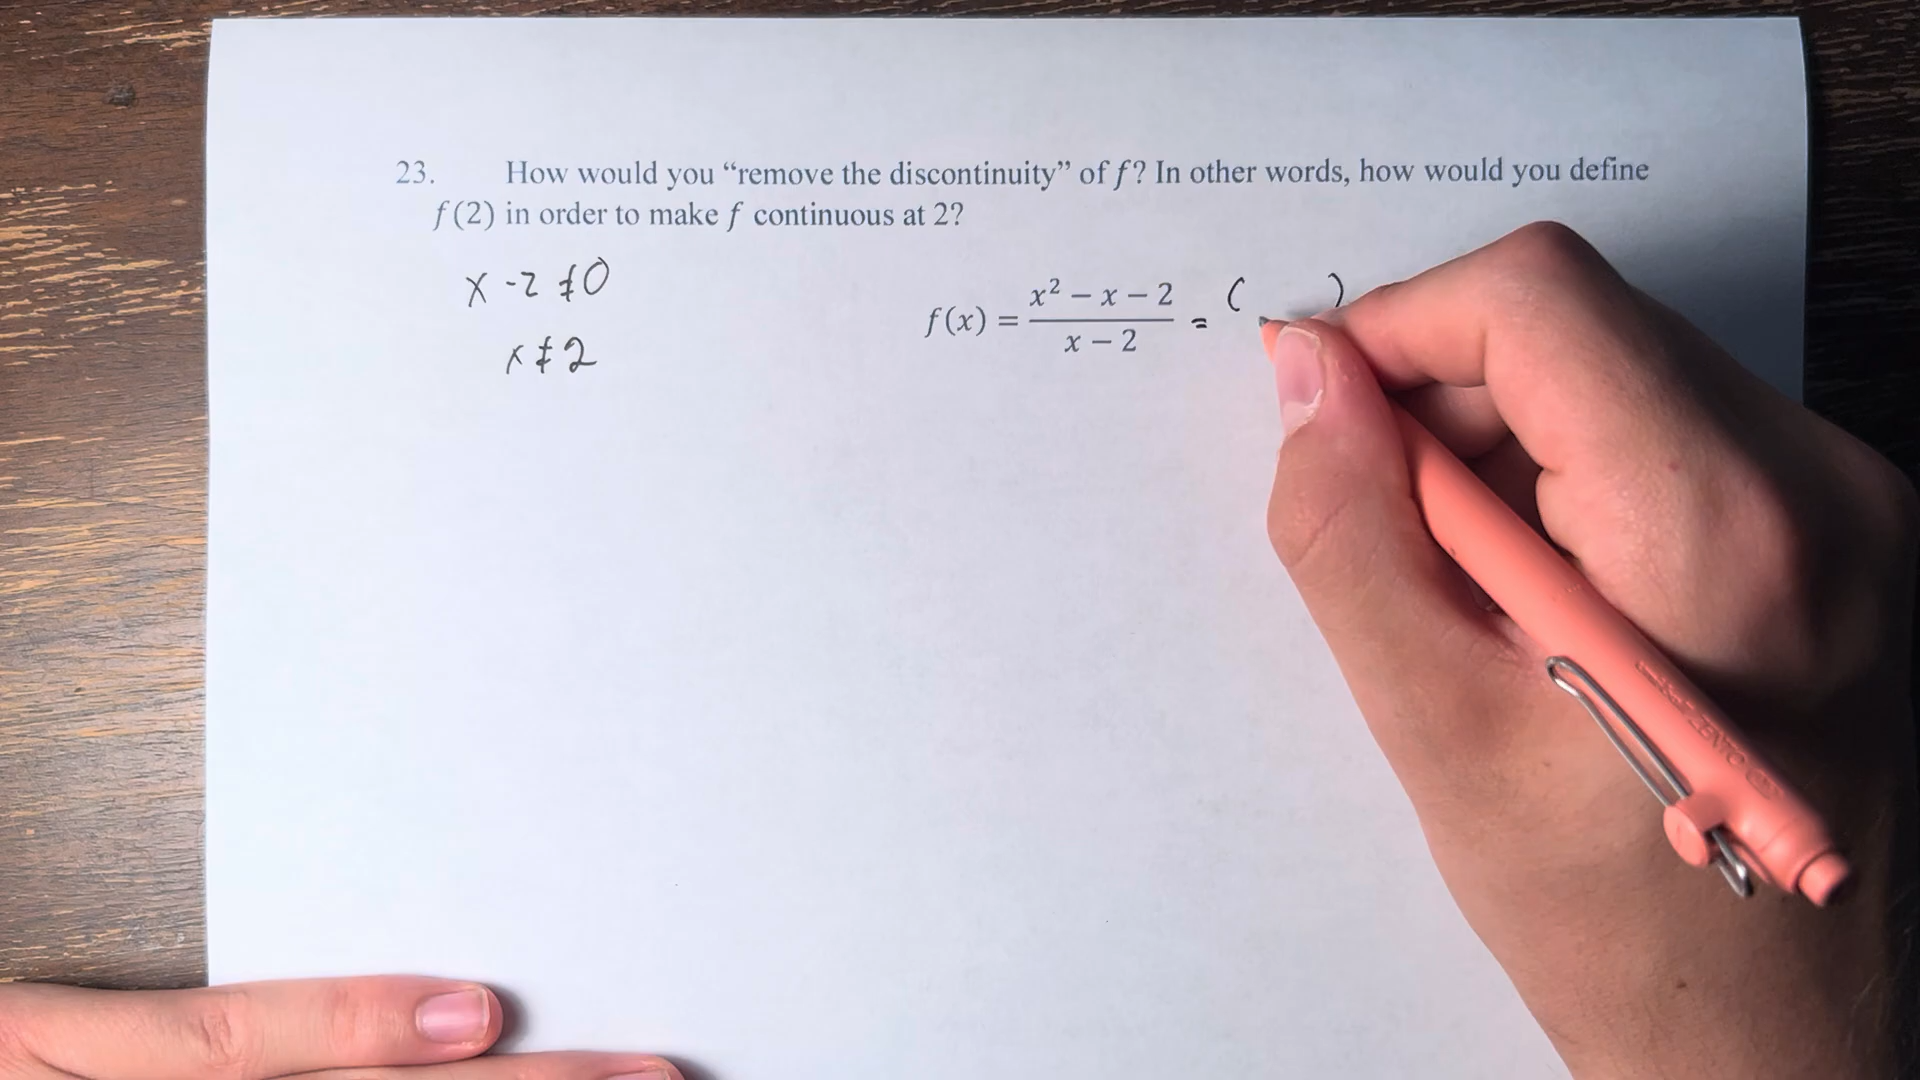 23. How would you “remove the discontinuity” of f? In other words, how would you define
f(2) in order to make f continuous at 2?
x - 2 ≠ 0
x ≠ 2
f(x) = \frac{x² − x − 2}{x − 2} = ( )